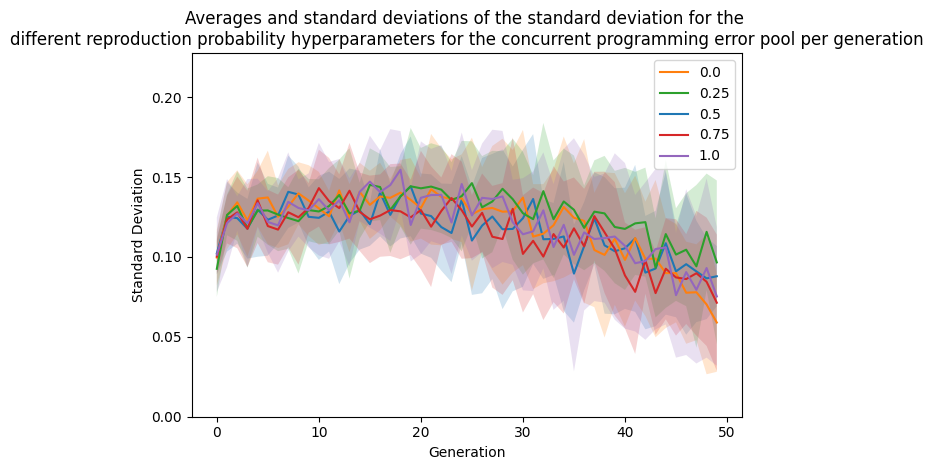 Averages and standard deviations of the standard deviation for the
different reproduction probability hyperparameters for the concurrent programming error pool per generation
0.0
0.25
0.5
0.75
1.0
Standard Deviation
0.20
0.15
0.10
0.05
0.00
0 10 20 30 40 50
Generation